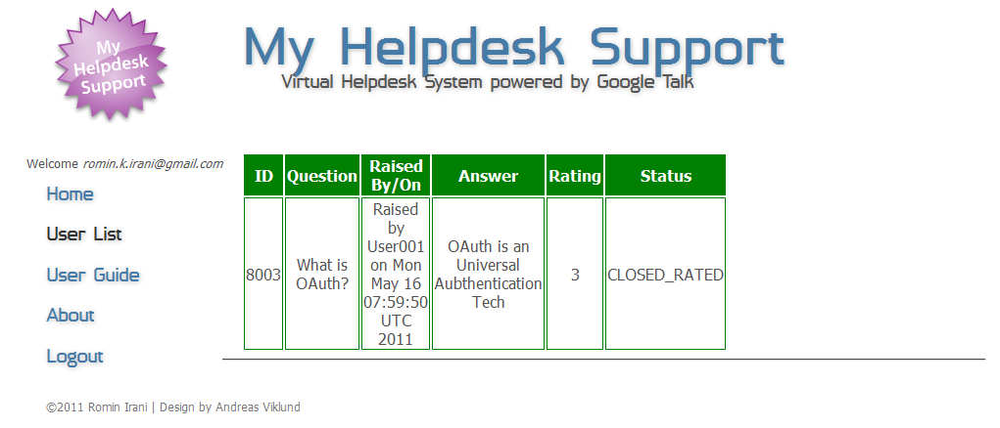 My
Helpdesk
Support
My Helpdesk Support
Virtual Helpdesk System powered by Google Talk
Welcome romin.k.irani@gmail.com
Home
User List
User Guide
About
Logout
ID Question Raised By/On Answer Rating Status
8003
What is
OAuth?
Raised
by
User001
on Mon
May 16
07:59:50
UTC
2011
OAuth is an
Universal
Aubthentication
Tech
3
CLOSED_RATED
©2011 Romin Irani | Design by Andreas Viklund